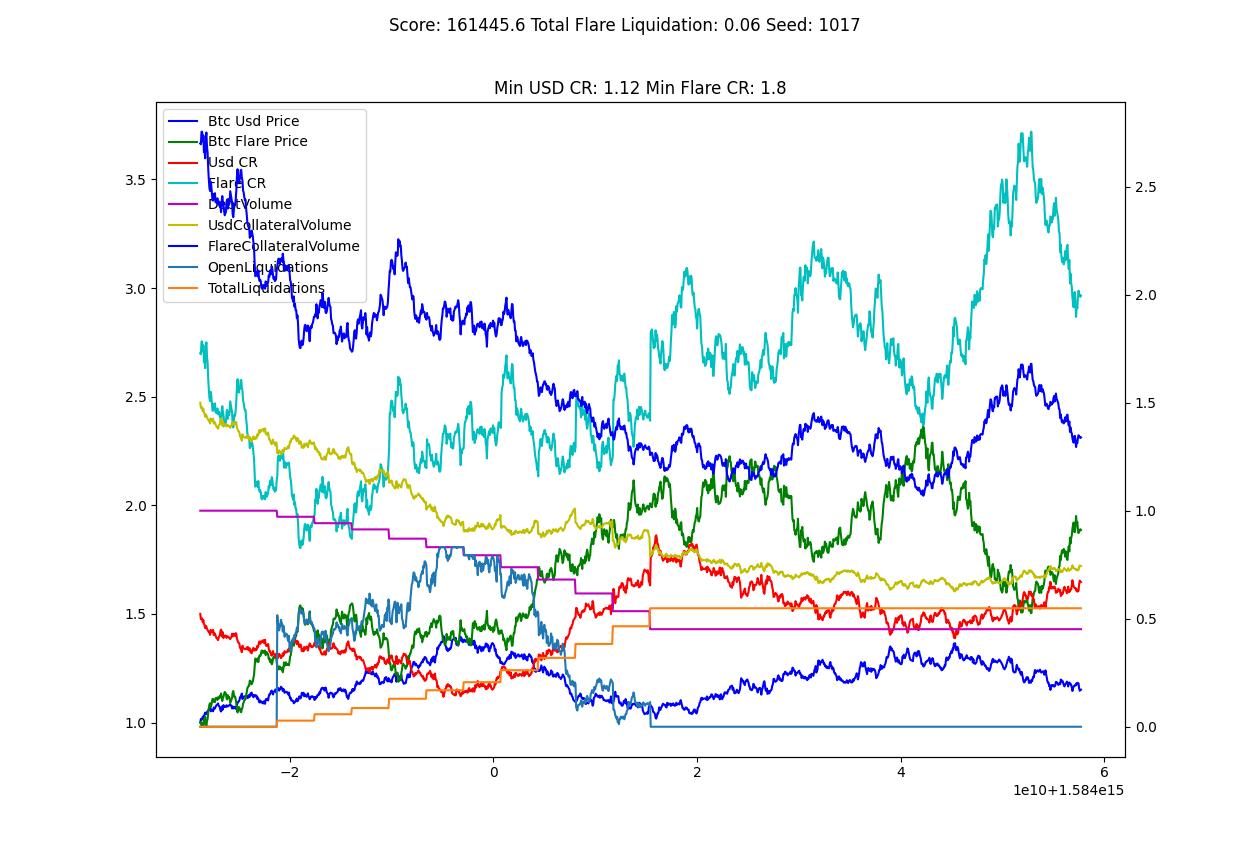 Score: 161445.6 Total Flare Liquidation: 0.06 Seed: 1017
Min USD CR: 1.12 Min Flare CR: 1.8
Btc Usd Price
Btc Flare Price
Usd CR
Flare CR
DebtVolume
UsdCollateralVolume
FlareCollateralVolume
OpenLiquidations
TotalLiquidations
3.5
3.0
2.5
2.0
1.5
1.0
2.5
2.0
1.5
1.0
0.5
0.0
−2 0 2 4 6
1e10+1.584e15